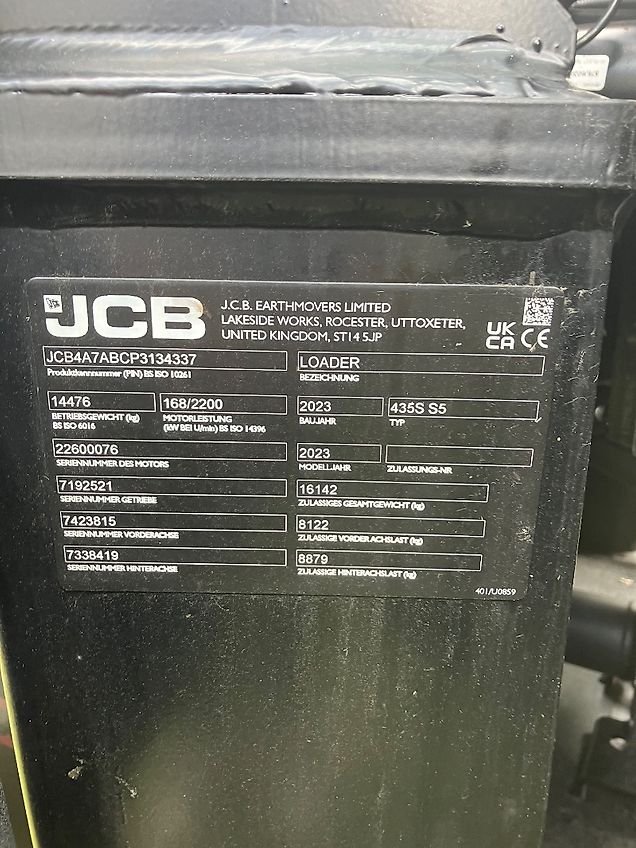 JCB
J.C.B. EARTHMOVERS LIMITED
LAKESIDE WORKS, ROCESTER, UTTOXETER,
UNITED KINGDOM, ST14 5JP
UK
CA CE
JCB4A7ABCP3134337
Produktkennnummer (PIN) BS ISO 10261
LOADER
BEZEICHNUNG
14476
BETRIEBSGEWICHT (kg)
BS ISO 6016
168/2200
MOTORLEISTUNG
(kW BEI U/min) BS ISO 14396
2023
BAUJAHR
435S S5
TYP
22600076
SERIENNUMMER DES MOTORS
2023
MODELLJAHR
ZULASSUNGS-NR
7192521
SERIENNUMMER GETRIEBE
16142
ZULASSIGES GESAMTGEWICHT (kg)
7423815
SERIENNUMMER VORDERACHSE
8122
ZULASSIGE VORDERACHSLAST (kg)
7338419
SERIENNUMMER HINTERACHSE
8879
ZULASSIGE HINTERACHSLAST (kg)
401/U0859